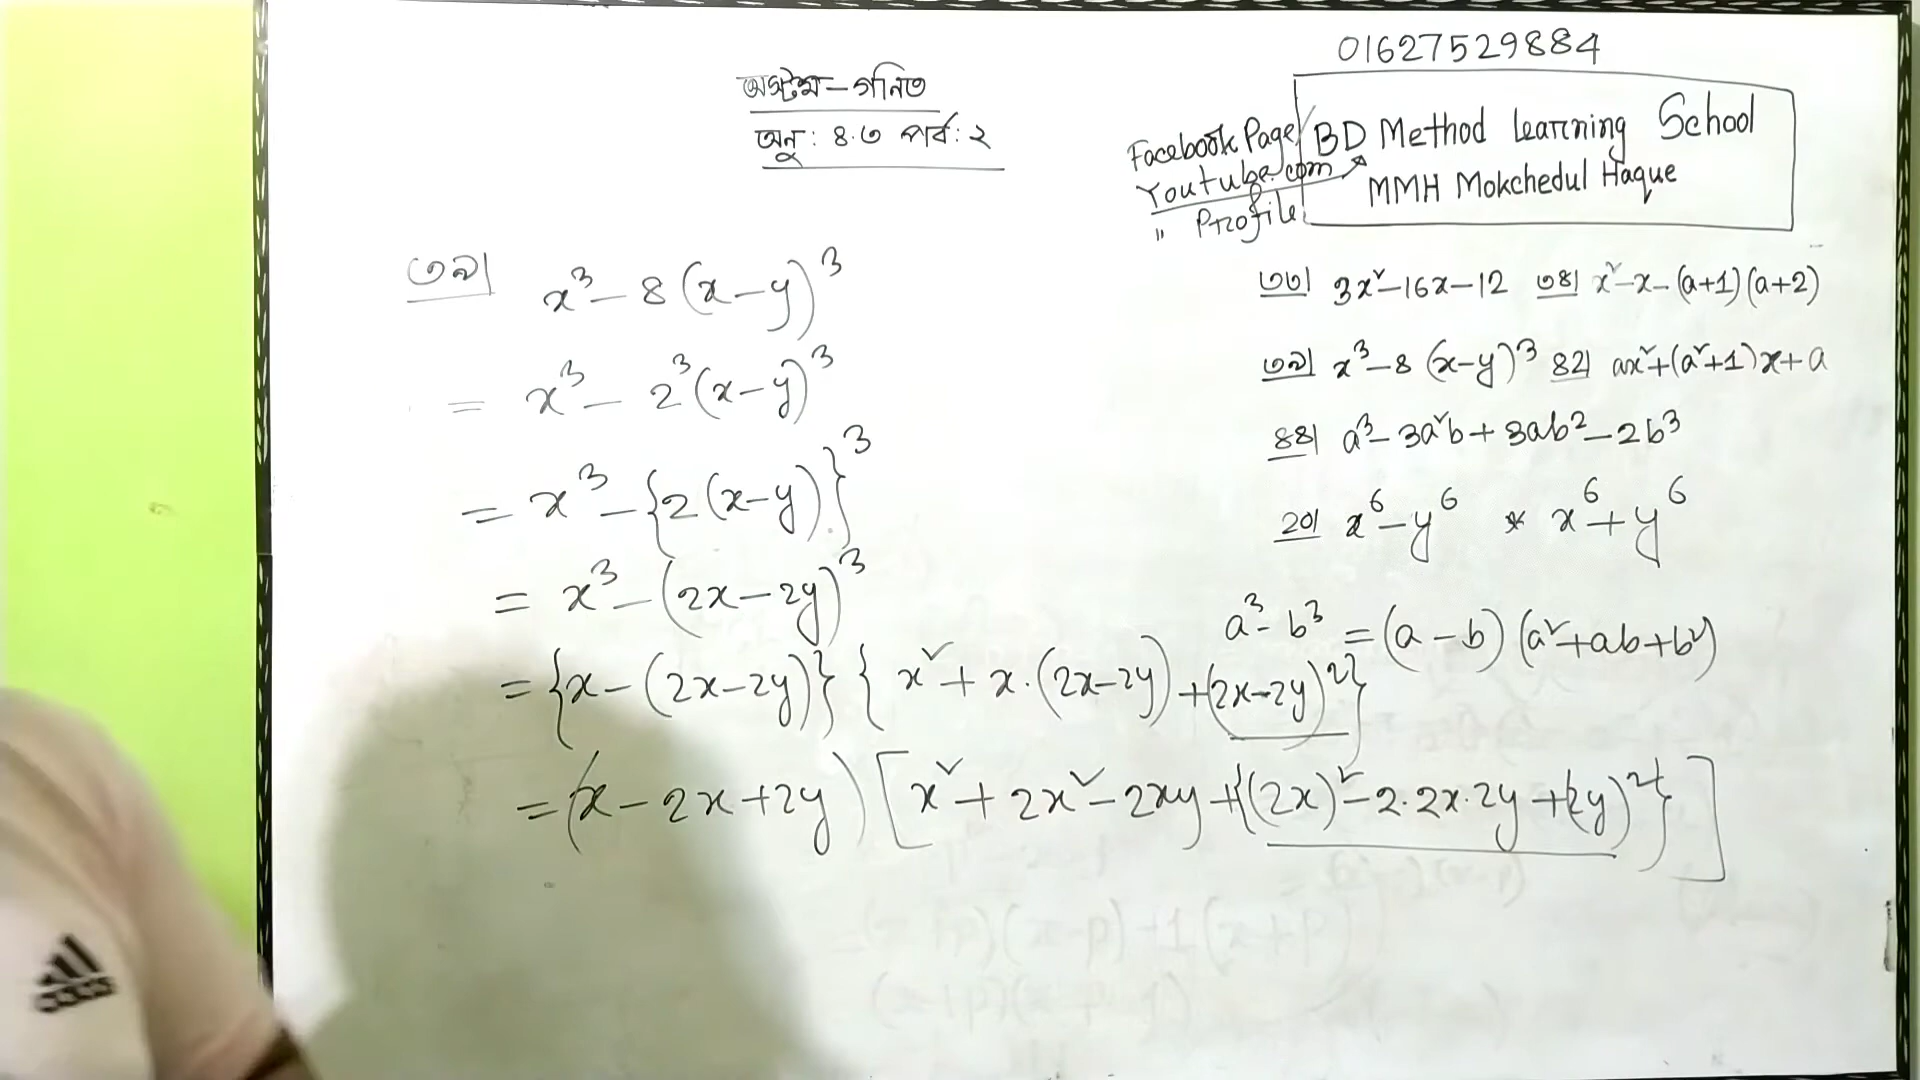 01627529884
অষ্টম – গনিত
অনু: ৪.৩ পর্ব: ২
Facebook Page/ BD Method Learning School
Youtube.com → MMH Mokchedul Haque
" Profile
৩৯| x³ – 8(x–y)³
= x³ – 2³(x–y)³
= x³ – {2(x–y)}³
= x³ – (2x–2y)³
= {x–(2x–2y)} { x² + x.(2x–2y) + (2x–2y)²}
= (x – 2x + 2y) [x² + 2x² – 2xy + {(2x)² – 2.2x.2y + (2y)²}]
৩৩| 3x² – 16x – 12 ৩৪| x² – x – (a+1)(a+2)
৩৯| x³ – 8(x–y)³ ৪২| ax² + (a²+1)x + a
৪৪| a³ – 3a²b + 3ab² – 2b³
২০| x⁶ – y⁶ * x⁶ + y⁶
a³ – b³ = (a – b) (a² + ab + b²)
adidas